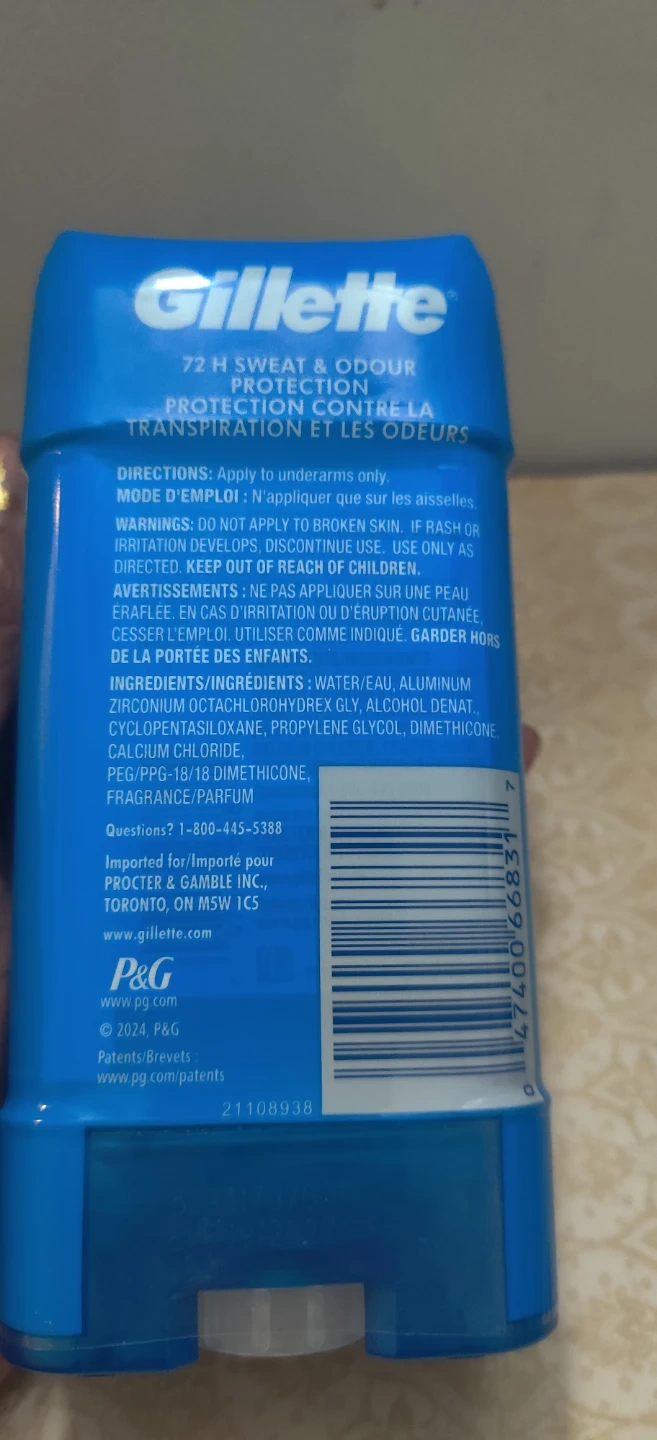 Gillette®
72 H SWEAT & ODOUR
PROTECTION
PROTECTION CONTRE LA
TRANSPIRATION ET LES ODEURS
DIRECTIONS: Apply to underarms only.
MODE D'EMPLOI : N'appliquer que sur les aisselles.
WARNINGS: DO NOT APPLY TO BROKEN SKIN. IF RASH OR
IRRITATION DEVELOPS, DISCONTINUE USE. USE ONLY AS
DIRECTED. KEEP OUT OF REACH OF CHILDREN.
AVERTISSEMENTS : NE PAS APPLIQUER SUR UNE PEAU
ÉRAFLÉE. EN CAS D'IRRITATION OU D'ÉRUPTION CUTANÉE,
CESSER L'EMPLOI. UTILISER COMME INDIQUÉ. GARDER HORS
DE LA PORTÉE DES ENFANTS.
INGREDIENTS/INGRÉDIENTS : WATER/EAU, ALUMINUM
ZIRCONIUM OCTACHLOROHYDREX GLY, ALCOHOL DENAT.,
CYCLOPENTASILOXANE, PROPYLENE GLYCOL, DIMETHICONE,
CALCIUM CHLORIDE,
PEG/PPG-18/18 DIMETHICONE,
FRAGRANCE/PARFUM
Questions? 1-800-445-5388
Imported for/Importé pour
PROCTER & GAMBLE INC.,
TORONTO, ON M5W 1C5
www.gillette.com
P&G
www.pg.com
© 2024, P&G
Patents/Brevets :
www.pg.com/patents
21108938
0 47400 66831 7